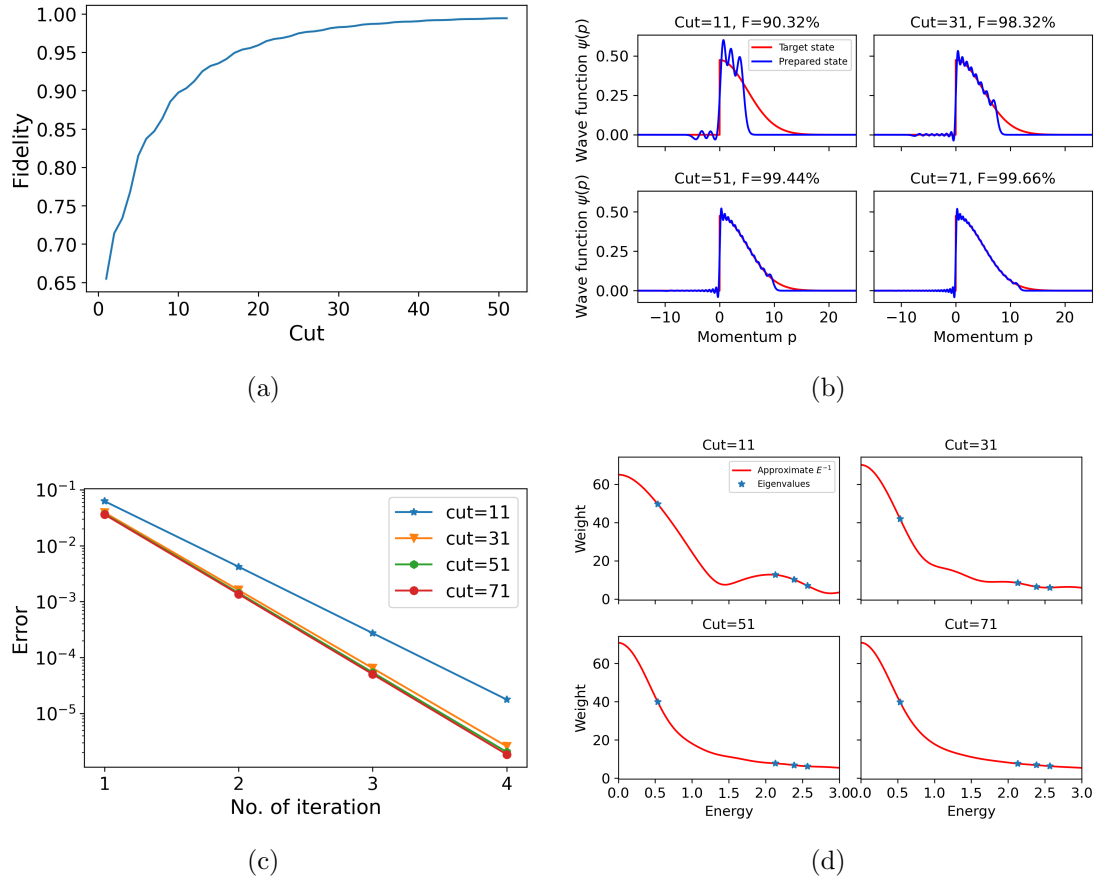 1.00
0.95
0.90
0.85
0.80
0.75
0.70
0.65
Fidelity
0 10 20 30 40 50
Cut
(a)
Cut=11, F=90.32%
Cut=31, F=98.32%
Target state
Prepared state
Wave function ψ(p)
0.50
0.00
Cut=51, F=99.44%
Cut=71, F=99.66%
Wave function ψ(p)
0.50
0.00
−10 0 10 20
−10 0 10 20
Momentum p
Momentum p
(b)
10⁻¹
10⁻²
10⁻³
10⁻⁴
10⁻⁵
Error
cut=11
cut=31
cut=51
cut=71
1 2 3 4
No. of iteration
(c)
Cut=11
Cut=31
Approximate E⁻¹
Eigenvalues
Weight
60
40
20
0
Cut=51
Cut=71
Weight
60
40
20
0
0.0 0.5 1.0 1.5 2.0 2.5 3.0
0.0 0.5 1.0 1.5 2.0 2.5 3.0
Energy
Energy
(d)